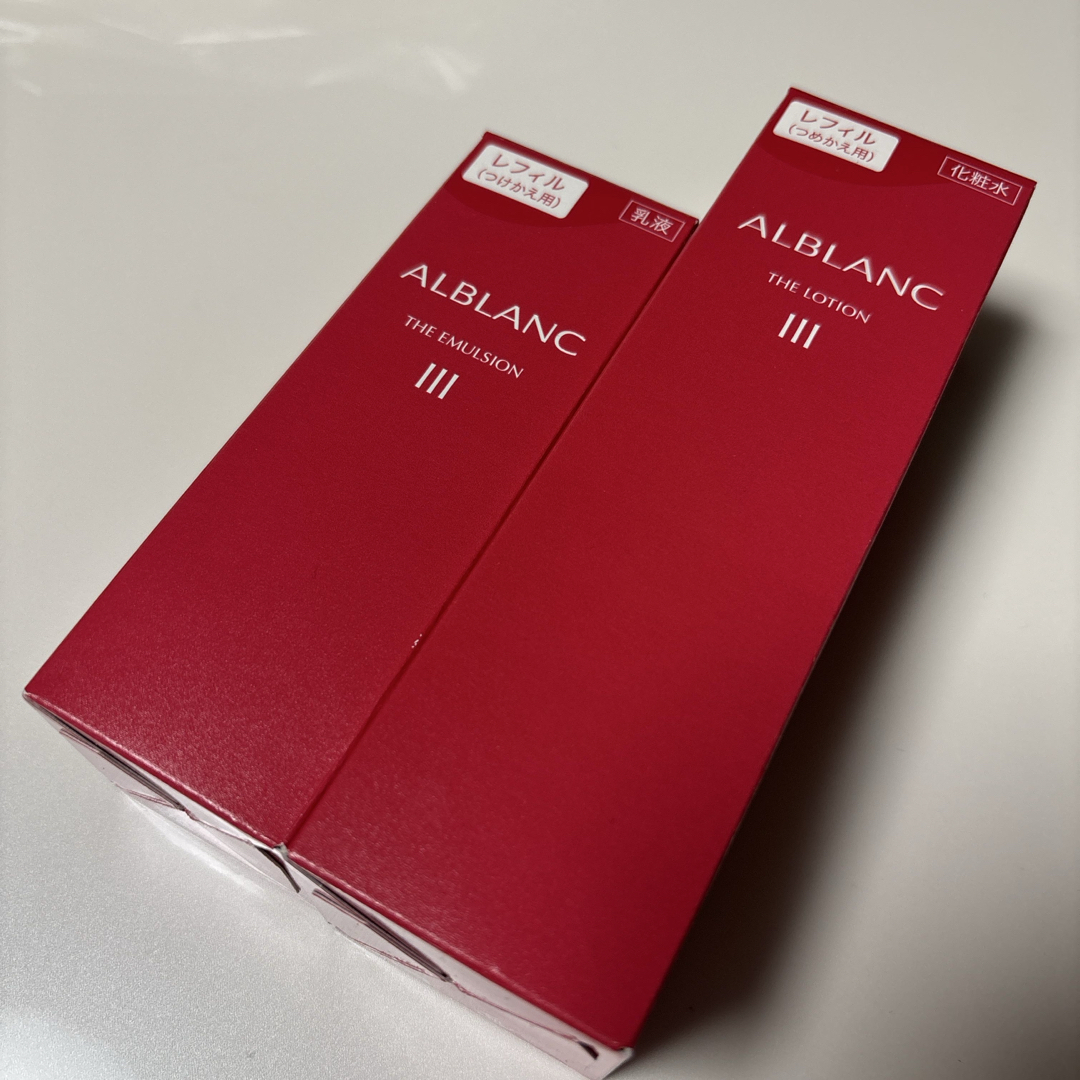 レフィル
(つけかえ用)
乳液
ALBLANC
THE EMULSION
III
レフィル
(つめかえ用)
化粧水
ALBLANC
THE LOTION
III